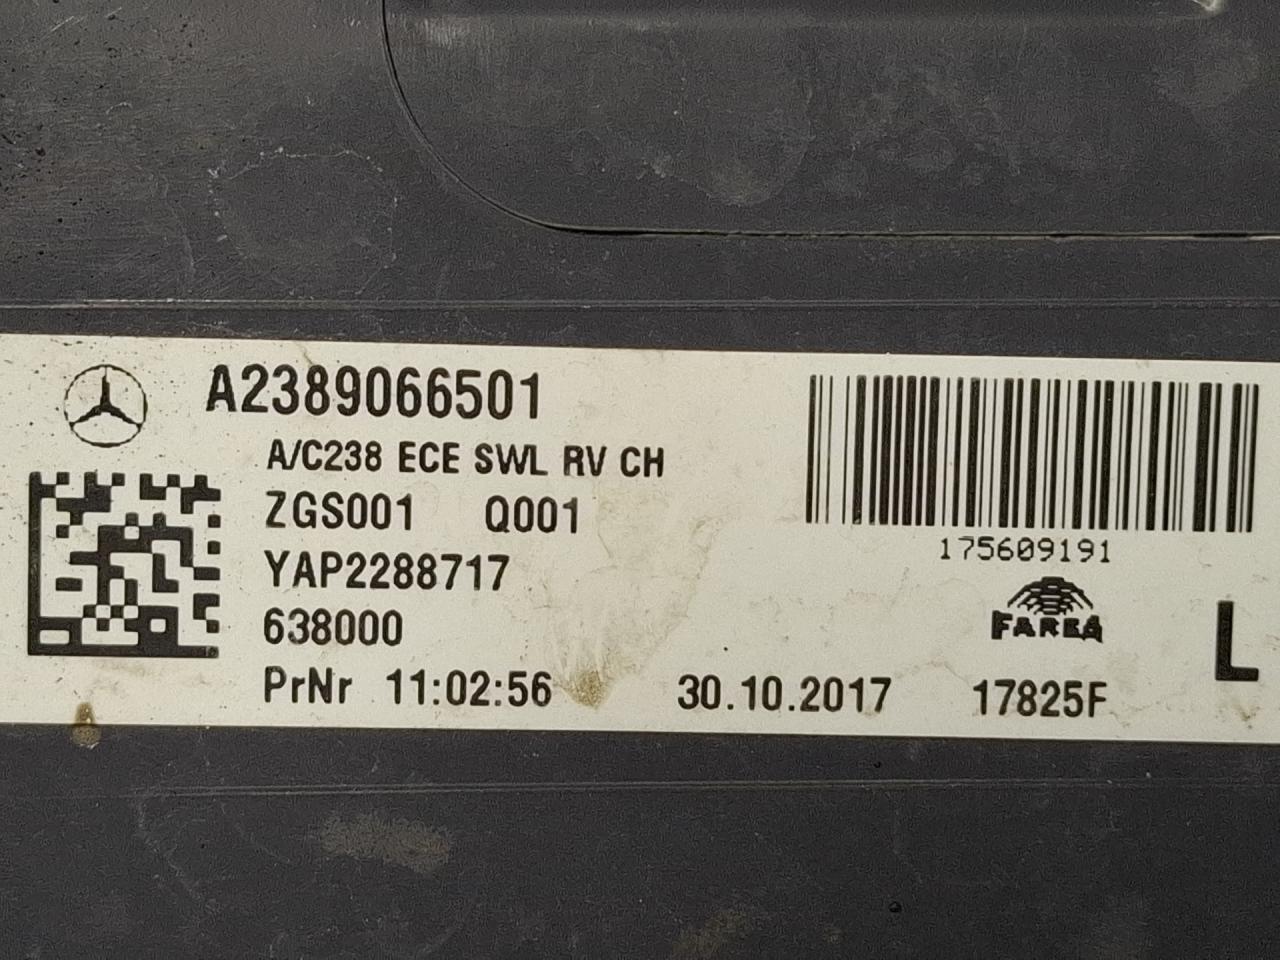 A2389066501
A/C238 ECE SWL RV CH
ZGS001 Q001
YAP2288717
638000
PrNr 11:02:56 30.10.2017 17825F
175609191
FAREA
L